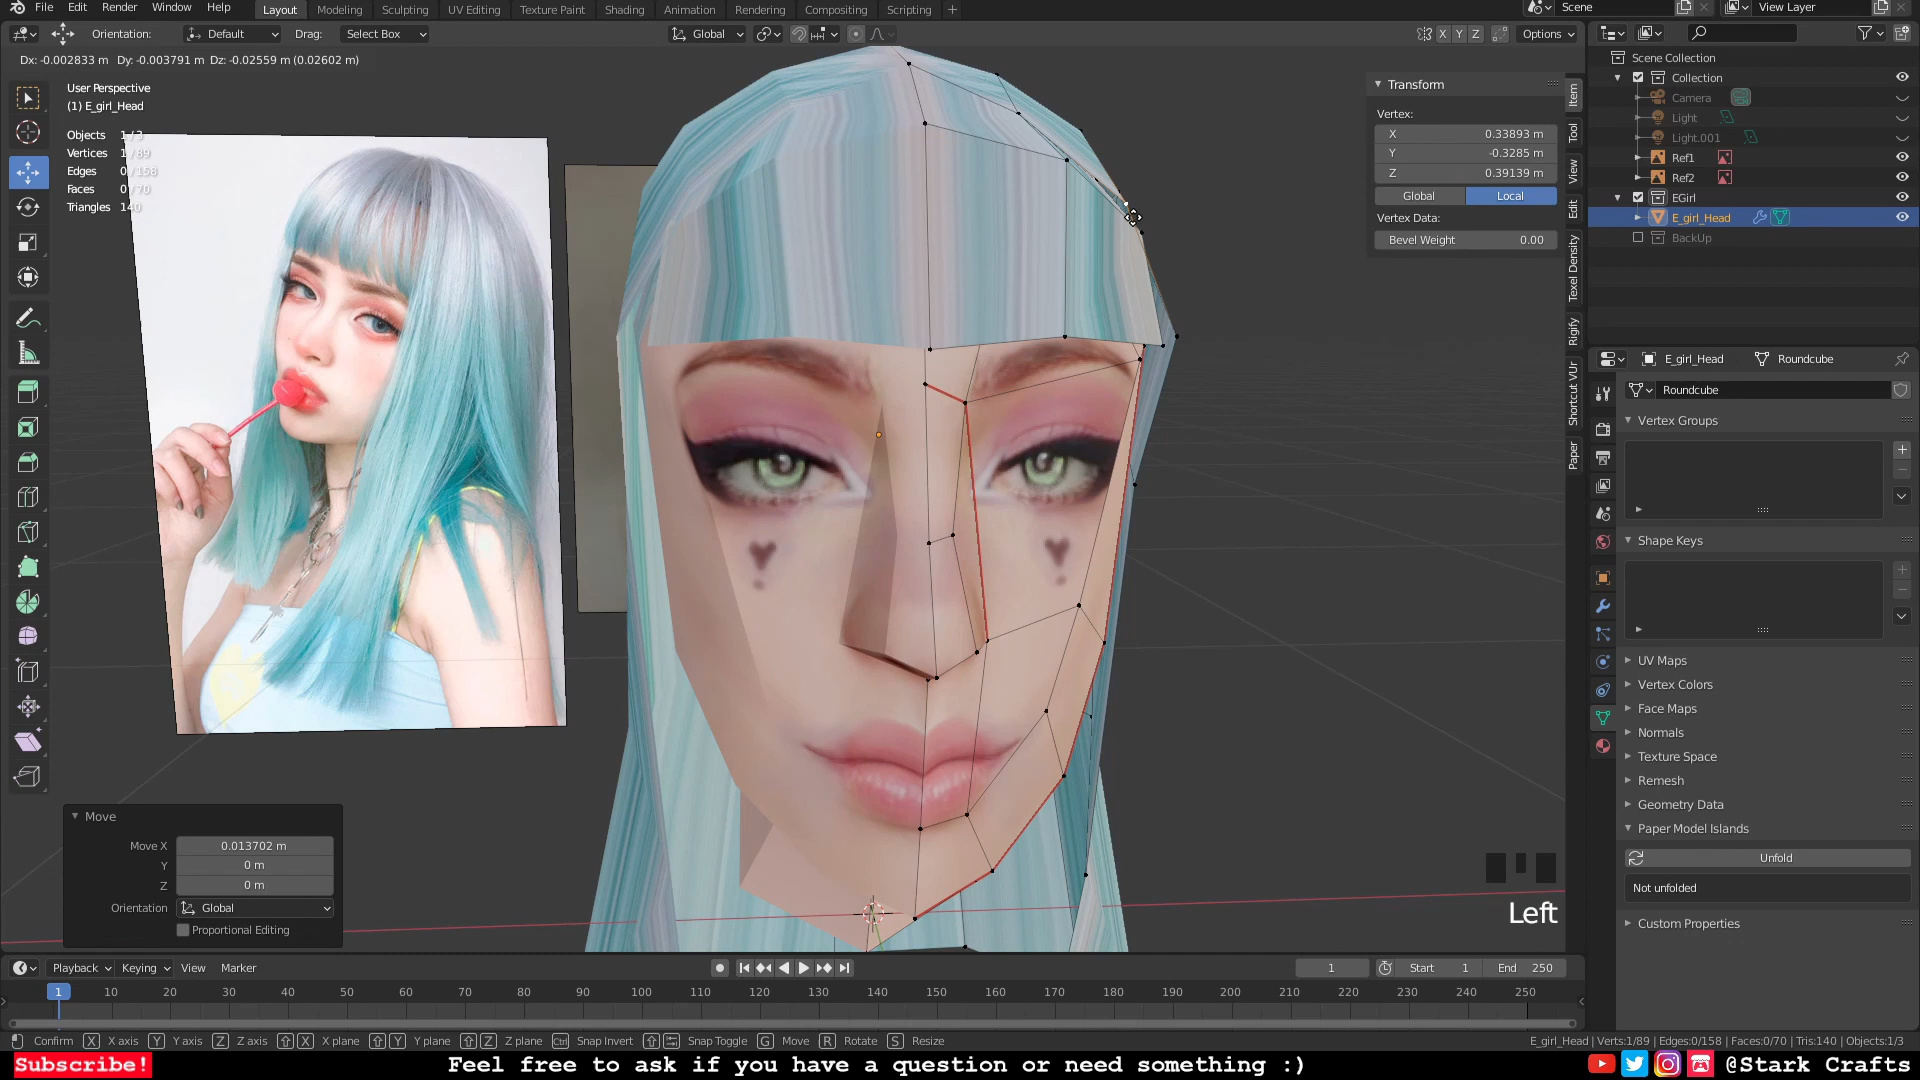 File Edit Render Window Help Layout Modeling Sculpting UV Editing Texture Paint Shading Animation Rendering Compositing Scripting + Scene View Layer
Orientation: Default Drag: Select Box Global X Y Z Options
Dx: -0.002833 m Dy: -0.003791 m Dz: -0.02559 m (0.02602 m)
User Perspective
(1) E_girl_Head
Objects 1/3
Vertices 1/89
Edges 0/158
Faces 0/70
Triangles 140
Transform
Vertex:
X 0.33893 m
Y -0.3285 m
Z 0.39139 m
Global Local
Vertex Data:
Bevel Weight 0.00
Item
Tool
View
Edit
Texel Density
Rigify
Shortcut VUr
Paper
Scene Collection
Collection
Camera
Light
Light.001
Ref1
Ref2
EGirl
E_girl_Head
BackUp
E_girl_Head Roundcube
Roundcube
Vertex Groups
Shape Keys
UV Maps
Vertex Colors
Face Maps
Normals
Texture Space
Remesh
Geometry Data
Paper Model Islands
Unfold
Not unfolded
Custom Properties
Move
Move X 0.013702 m
Y 0 m
Z 0 m
Orientation Global
Proportional Editing
Left
Playback Keying View Marker 1 Start 1 End 250
1 10 20 30 40 50 60 70 80 90 100 110 120 130 140 150 160 170 180 190 200 210 220 230 240 250
Confirm X X axis Y Y axis Z Z axis X X plane Y Y plane Z Z plane Ctrl Snap Invert Snap Toggle G Move R Rotate S Resize E_girl_Head | Verts:1/89 | Edges:0/158 | Faces:0/70 | Tris:140 | Objects:1/3
Subscribe! Feel free to ask if you have a question or need something :) @Stark Crafts